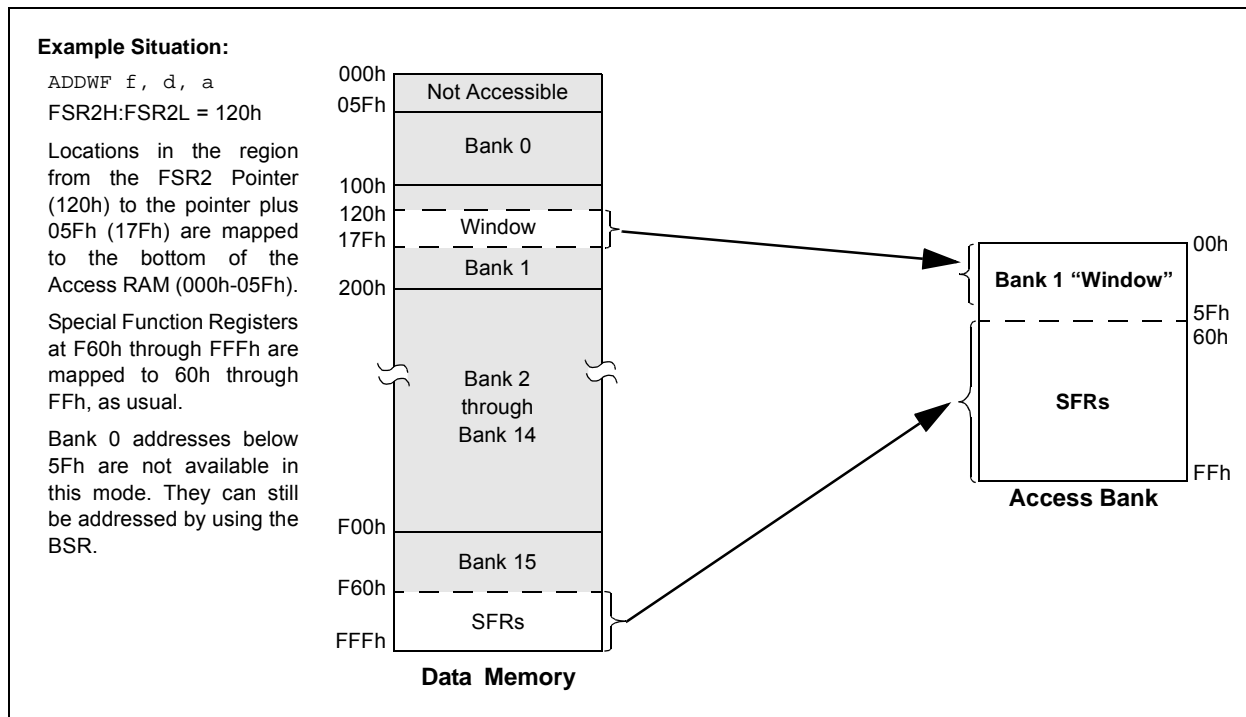 Example Situation:
ADDWF f, d, a
FSR2H:FSR2L = 120h
Locations in the region
from the FSR2 Pointer
(120h) to the pointer plus
05Fh (17Fh) are mapped
to the bottom of the
Access RAM (000h-05Fh).
Special Function Registers
at F60h through FFFh are
mapped to 60h through
FFh, as usual.
Bank 0 addresses below
5Fh are not available in
this mode. They can still
be addressed by using the
BSR.
000h
Not Accessible
05Fh
Bank 0
100h
120h
Window
17Fh
Bank 1
200h
Bank 2
through
Bank 14
F00h
Bank 15
F60h
SFRs
FFFh
Data Memory
00h
Bank 1 “Window”
5Fh
60h
SFRs
FFh
Access Bank